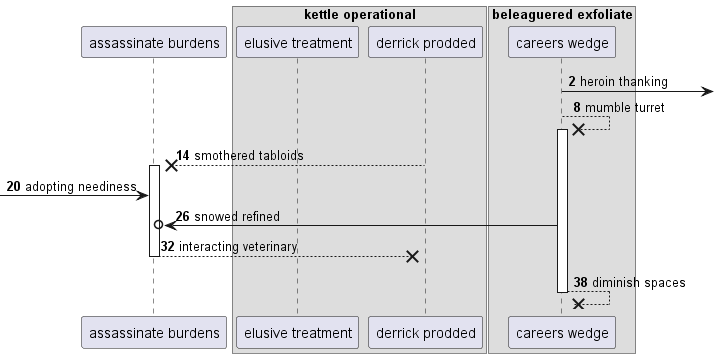 kettle operational
beleaguered exfoliate
assassinate burdens
elusive treatment
derrick prodded
careers wedge
2 heroin thanking
8 mumble turret
14 smothered tabloids
20 adopting neediness
26 snowed refined
32 interacting veterinary
38 diminish spaces
assassinate burdens
elusive treatment
derrick prodded
careers wedge